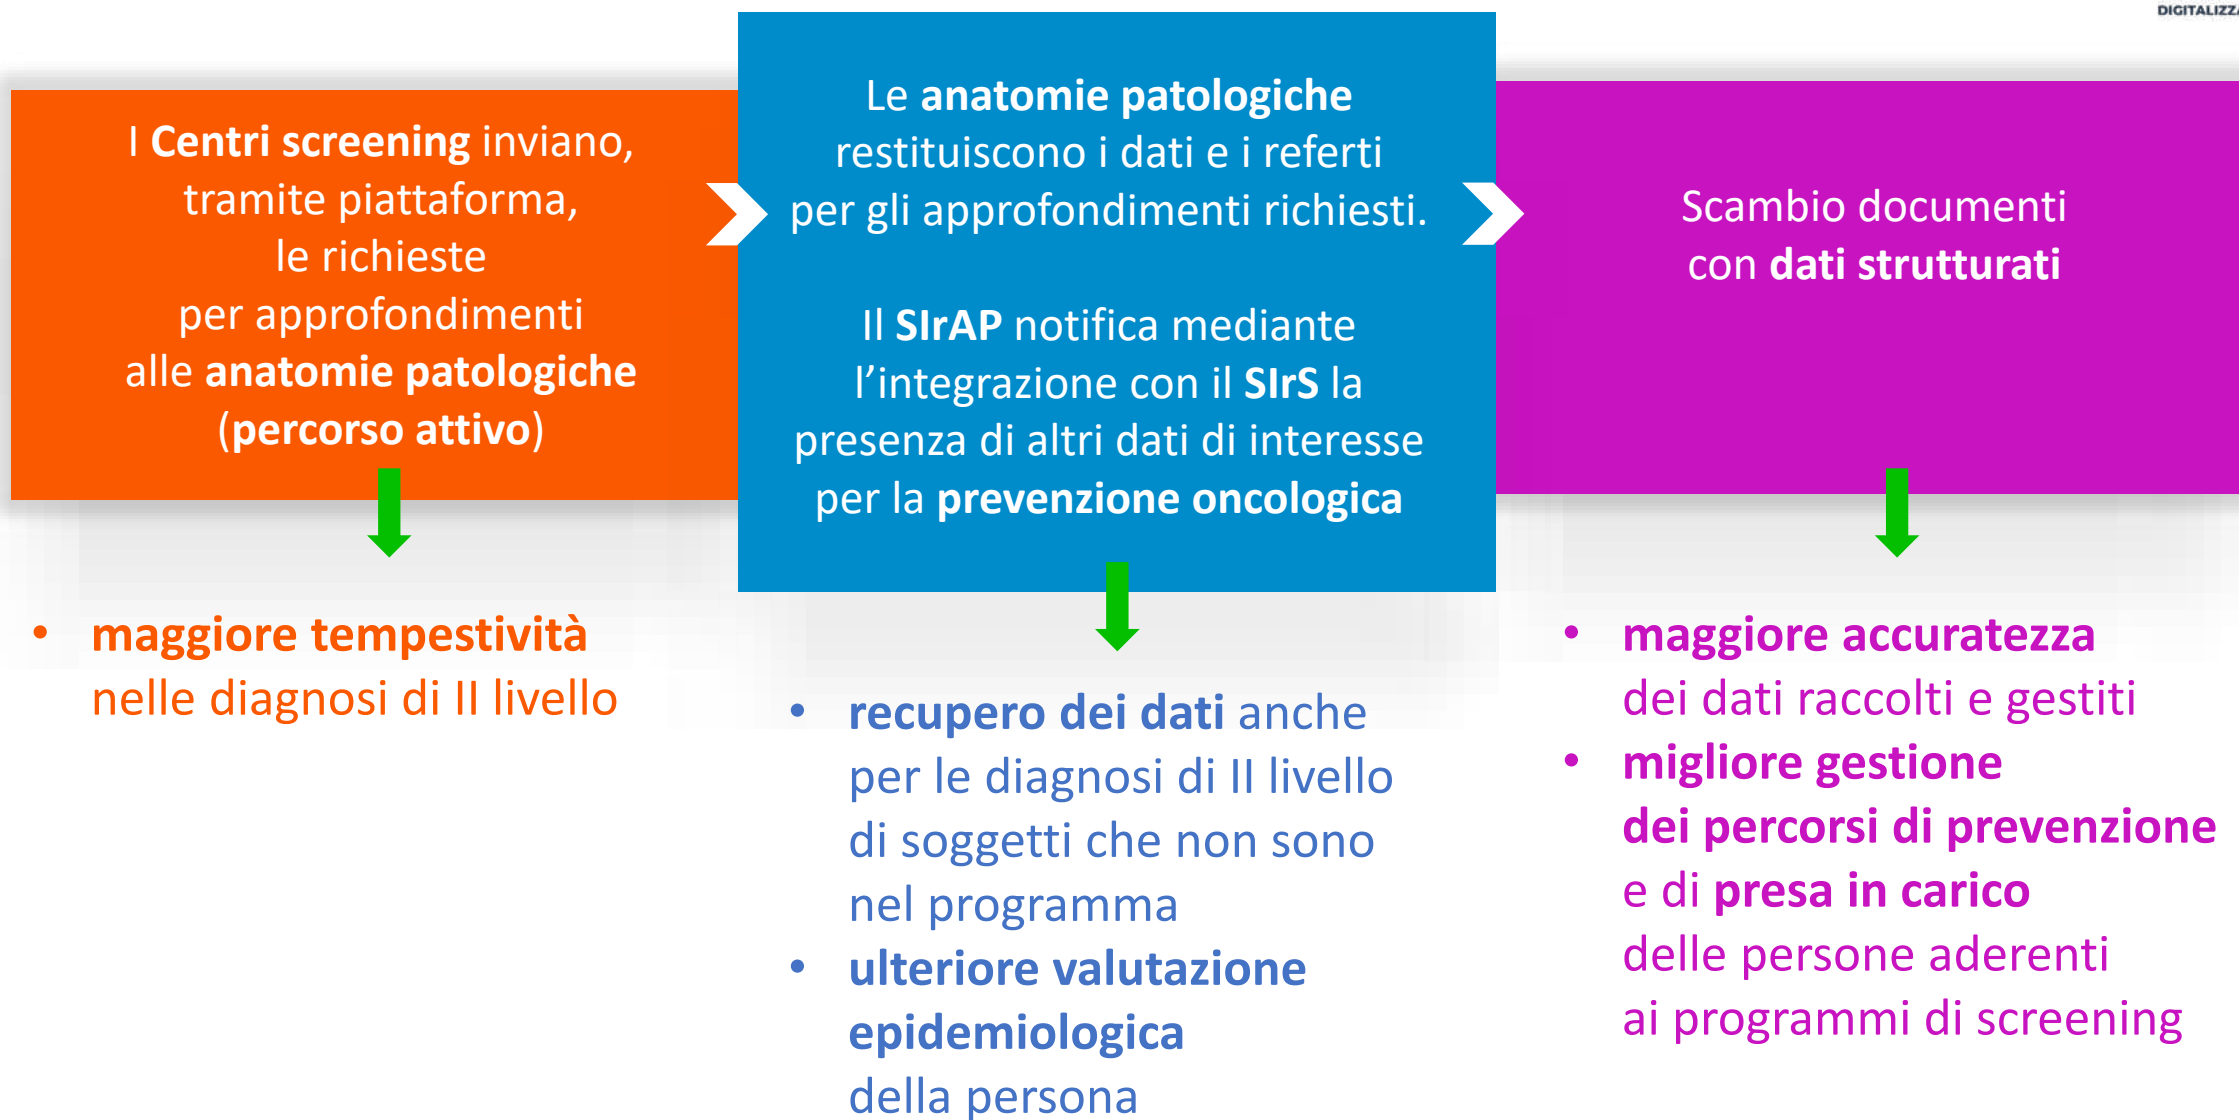 I Centri screening inviano,
tramite piattaforma,
le richieste
per approfondimenti
alle anatomie patologiche
(percorso attivo)
• maggiore tempestività
nelle diagnosi di II livello
Le anatomie patologiche
restituiscono i dati e i referti
per gli approfondimenti richiesti.
Il SIrAP notifica mediante
l’integrazione con il SIrS la
presenza di altri dati di interesse
per la prevenzione oncologica
• recupero dei dati anche
per le diagnosi di II livello
di soggetti che non sono
nel programma
• ulteriore valutazione
epidemiologica
della persona
Scambio documenti
con dati strutturati
• maggiore accuratezza
dei dati raccolti e gestiti
• migliore gestione
dei percorsi di prevenzione
e di presa in carico
delle persone aderenti
ai programmi di screening